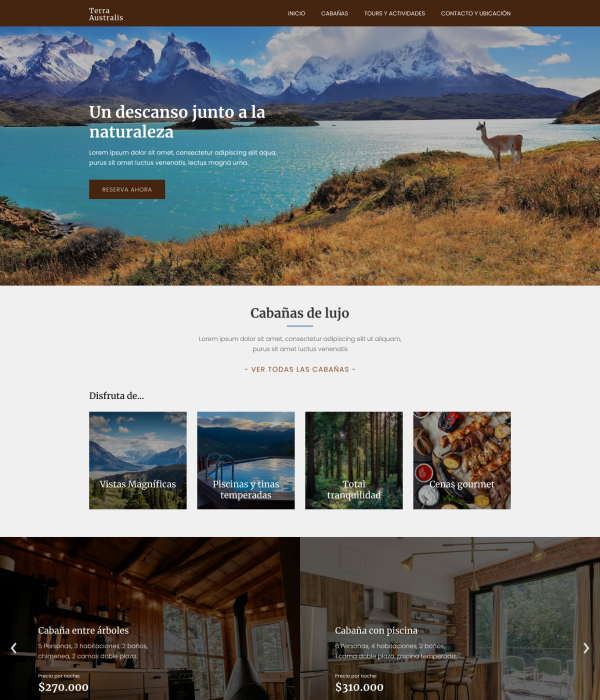 Terra
Australis
INICIO CABAÑAS TOURS Y ACTIVIDADES CONTACTO Y UBICACIÓN
Un descanso junto a la
naturaleza
Lorem ipsum dolor sit amet, consectetur adipiscing elit aqua,
purus sit amet luctus venenatis, lectus magna urna.
RESERVA AHORA
Cabañas de lujo
Lorem ipsum dolor sit amet, consectetur adipiscing elit ut aliquam,
purus sit amet luctus venenatis
- VER TODAS LAS CABAÑAS -
Disfruta de...
Vistas Magníficas
Piscinas y tinas
temperadas
Total
tranquilidad
Cenas gourmet
Cabaña entre árboles
5 Personas, 3 habitaciones, 2 baños,
chimenea, 2 camas doble plaza.
Precio por noche:
$270.000
Cabaña con piscina
6 Personas, 4 habitaciones, 2 baños,
1 cama doble plaza, piscina temperada.
Precio por noche:
$310.000